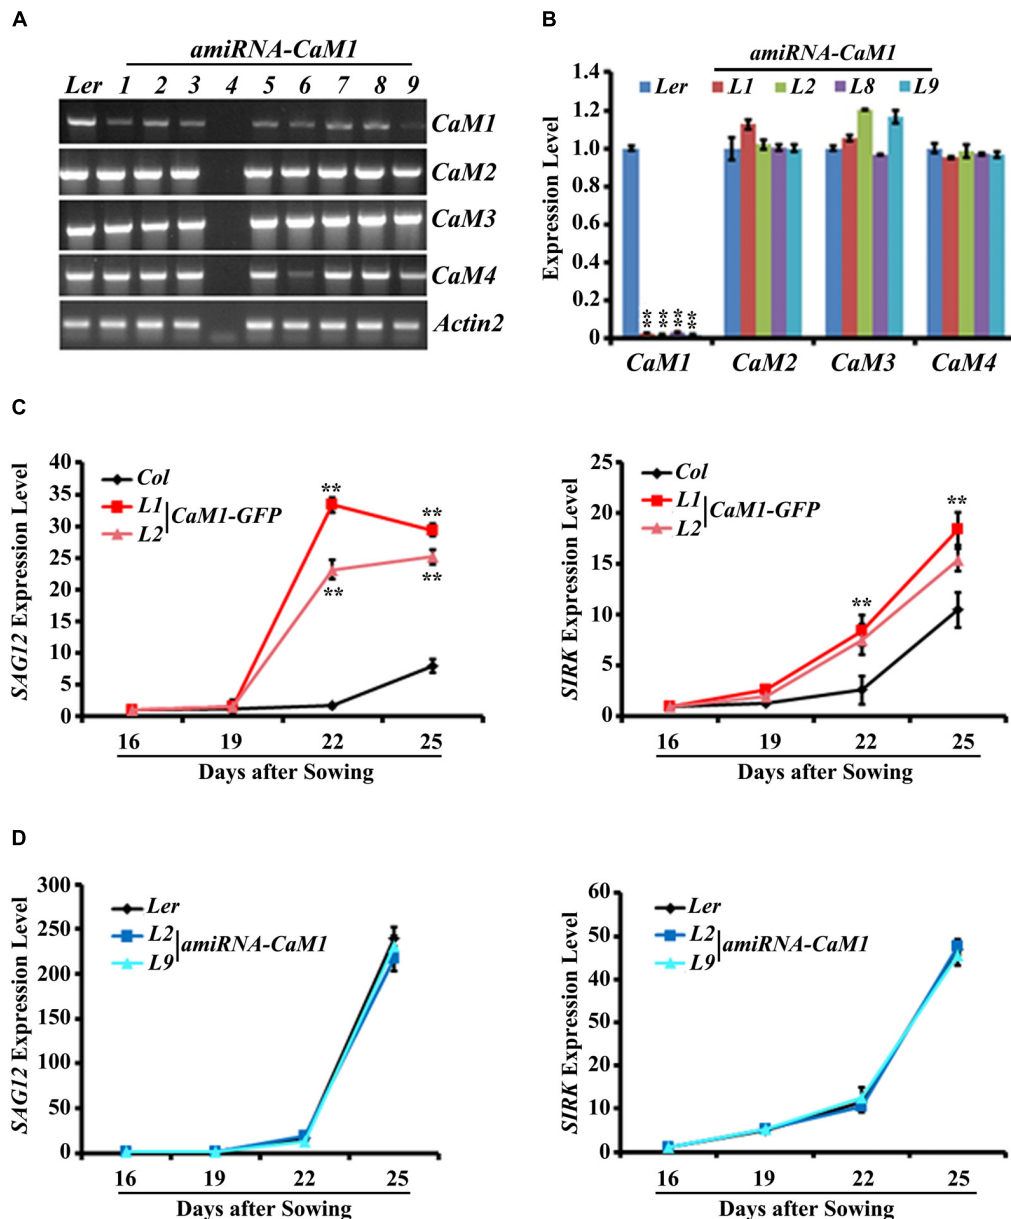 A
amiRNA-CaM1
Ler 1 2 3 4 5 6 7 8 9
CaM1
CaM2
CaM3
CaM4
Actin2
B
amiRNA-CaM1
Ler L1 L2 L8 L9
Expression Level
1.4
1.2
1.0
0.8
0.6
0.4
0.2
0
** ** ** **
CaM1 CaM2 CaM3 CaM4
C
SAG12 Expression Level
40
35
30
25
20
15
10
5
0
Col
L1
L2
CaM1-GFP
**
**
**
**
16 19 22 25
Days after Sowing
SIRK Expression Level
25
20
15
10
5
0
Col
L1
L2
CaM1-GFP
**
**
16 19 22 25
Days after Sowing
D
SAG12 Expression Level
300
250
200
150
100
50
0
Ler
L2
L9
amiRNA-CaM1
16 19 22 25
Days after Sowing
SIRK Expression Level
60
50
40
50
20
10
0
Ler
L2
L9
amiRNA-CaM1
16 19 22 25
Days after Sowing